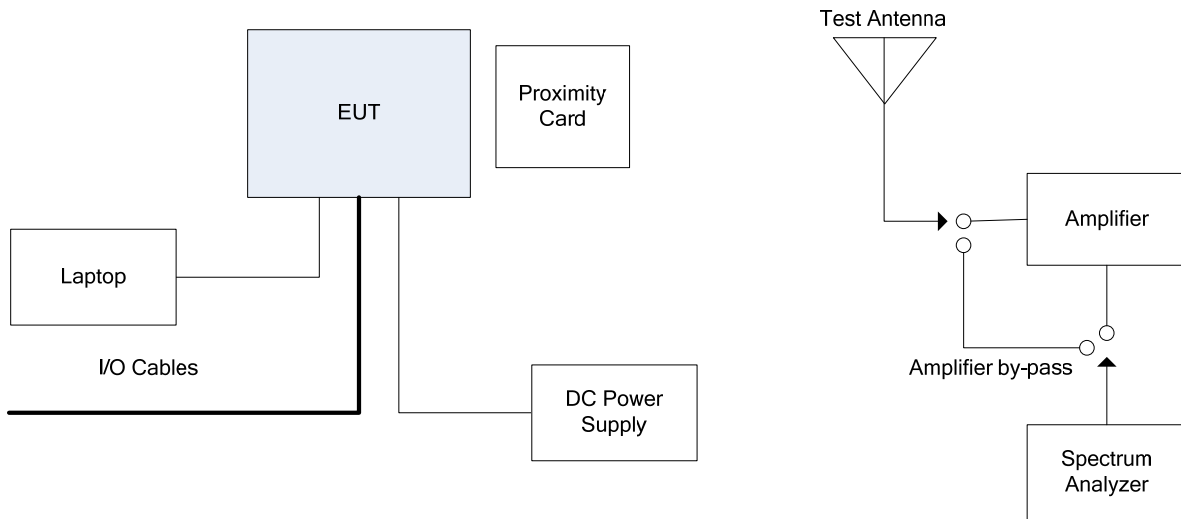 Test Antenna
EUT
Proximity
Card
Amplifier
Laptop
I/O Cables
Amplifier by-pass
DC Power
Supply
Spectrum
Analyzer